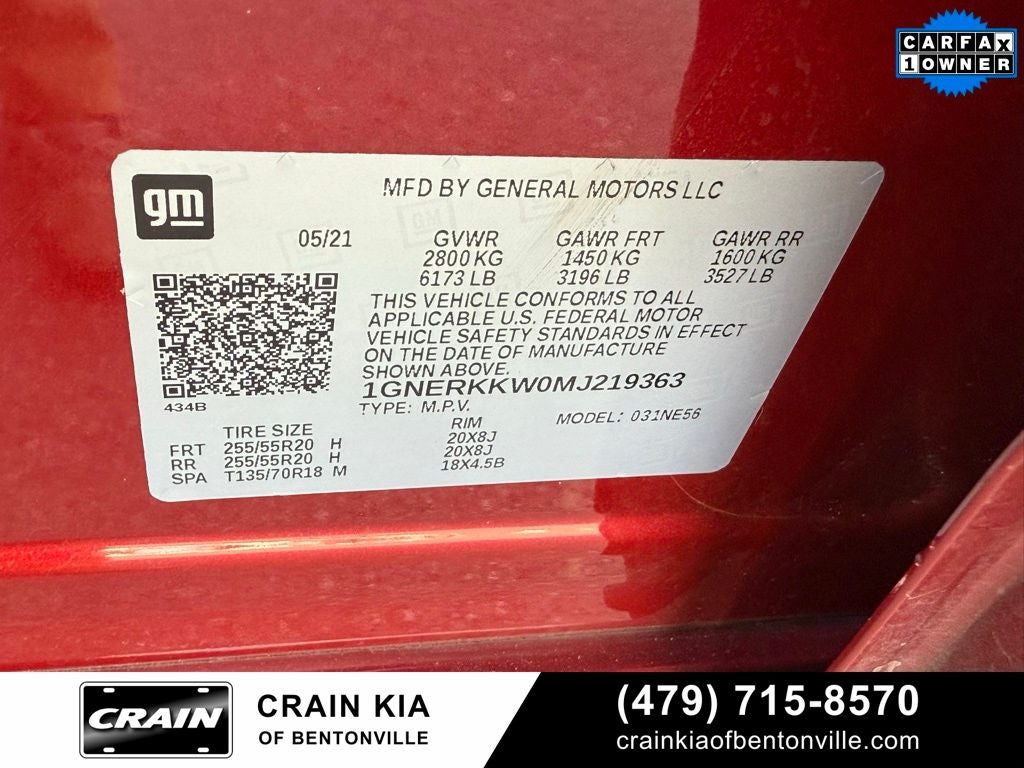 CARFAX
1 OWNER
gm
MFD BY GENERAL MOTORS LLC
05/21 GVWR GAWR FRT GAWR RR
2800 KG 1450 KG 1600 KG
6173 LB 3196 LB 3527 LB
THIS VEHICLE CONFORMS TO ALL
APPLICABLE U.S. FEDERAL MOTOR
VEHICLE SAFETY STANDARDS IN EFFECT
ON THE DATE OF MANUFACTURE
SHOWN ABOVE.
1GNERKKW0MJ219363
434B
TYPE: M.P.V. MODEL: 031NE56
TIRE SIZE RIM
FRT 255/55R20 H 20X8J
RR 255/55R20 H 20X8J
SPA T135/70R18 M 18X4.5B
CRAIN
CRAIN KIA
OF BENTONVILLE
(479) 715-8570
crainkiaofbentonville.com